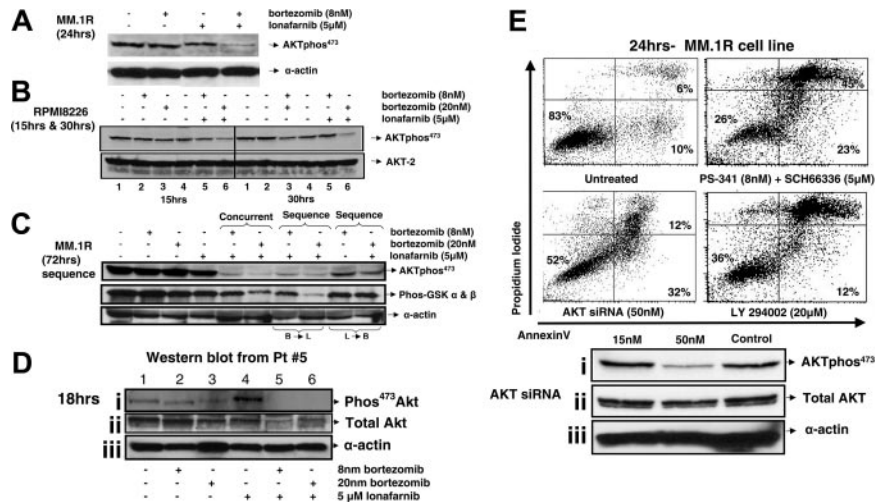 A
MM.1R
(24hrs)
- + - + bortezomib (8nM)
- - + + lonafarnib (5µM)
AKTphos473
α-actin
B
RPMI8226
(15hrs & 30hrs)
bortezomib (8nM)
bortezomib (20nM)
lonafarnib (5µM)
AKTphos473
AKT-2
1 2 3 4 5 6 1 2 3 4 5 6
15hrs 30hrs
C
MM.1R
(72hrs)
sequence
Concurrent Sequence Sequence
bortezomib (8nM)
bortezomib (20nM
lonafarnib (5µM)
AKTphos473
Phos-GSK α & β
α-actin
B → L L → B
D
Western blot from Pt #5
18hrs
1 2 3 4 5 6
i Phos473Akt
ii Total Akt
iii α-actin
- + - - + - 8nm bortezomib
- - + - - + 20nm bortezomib
- - - + + + 5 µM lonafarnib
E
24hrs- MM.1R cell line
Propidium Iodide
6%
83%
10%
Untreated
45%
26%
23%
PS-341 (8nM) + SCH66336 (5µM)
12%
52%
32%
AKT siRNA (50nM)
36%
12%
LY 294002 (20µM)
AnnexinV
15nM 50nM Control
AKT siRNA
i AKTphos473
ii Total AKT
iii α-actin